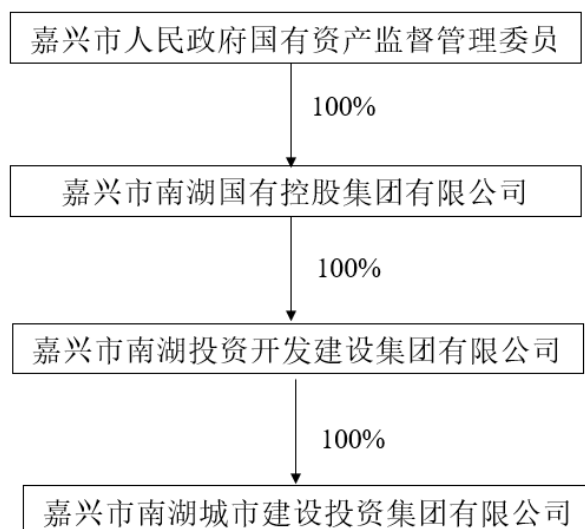 嘉兴市人民政府国有资产监督管理委员
100%
嘉兴市南湖国有控股集团有限公司
100%
嘉兴市南湖投资开发建设集团有限公司
100%
嘉兴市南湖城市建设投资集团有限公司